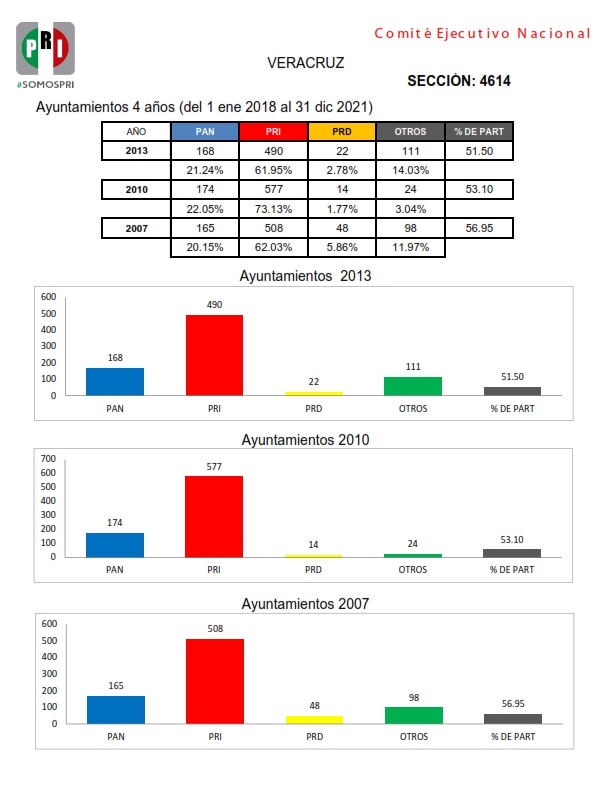 Comité Ejecutivo Nacional
PRI
#SOMOSPRI
VERACRUZ
SECCIÓN: 4614
Ayuntamientos 4 años (del 1 ene 2018 al 31 dic 2021)
AÑO PAN PRI PRD OTROS % DE PART
2013 168 490 22 111 51.50
21.24% 61.95% 2.78% 14.03%
2010 174 577 14 24 53.10
22.05% 73.13% 1.77% 3.04%
2007 165 508 48 98 56.95
20.15% 62.03% 5.86% 11.97%
Ayuntamientos 2013
600
500
400
300
200
100
0
168 490 22 111 51.50
PAN PRI PRD OTROS % DE PART
Ayuntamientos 2010
700
600
500
400
300
200
100
0
174 577 14 24 53.10
PAN PRI PRD OTROS % DE PART
Ayuntamientos 2007
600
500
400
300
200
100
0
165 508 48 98 56.95
PAN PRI PRD OTROS % DE PART